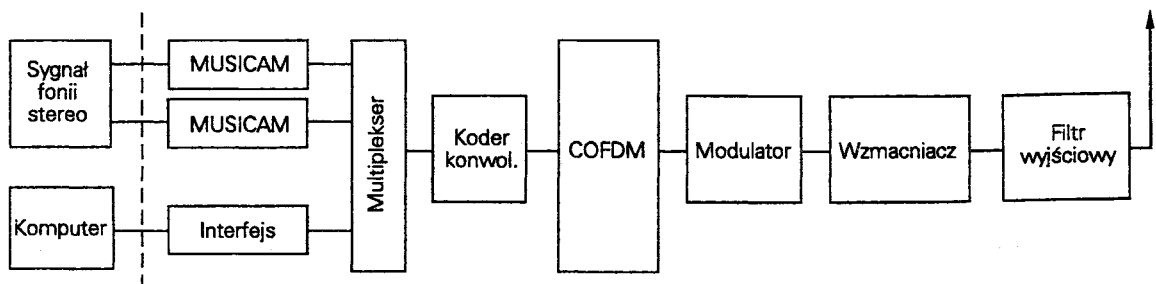 Sygnał
fonii
stereo
MUSICAM
MUSICAM
Komputer
Interfejs
Multiplekser
Koder
konwol.
COFDM
Modulator
Wzmacniacz
Filtr
wyjściowy